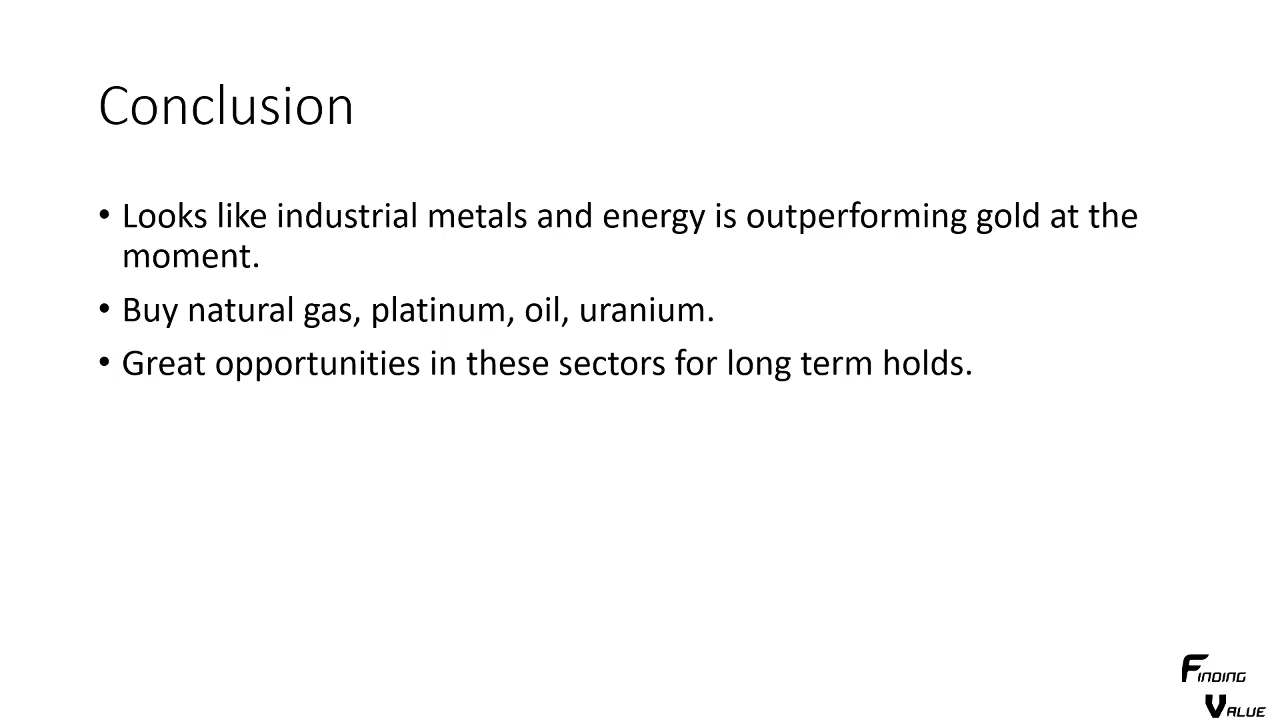 Conclusion
• Looks like industrial metals and energy is outperforming gold at the
moment.
• Buy natural gas, platinum, oil, uranium.
• Great opportunities in these sectors for long term holds.
FINDING
VALUE